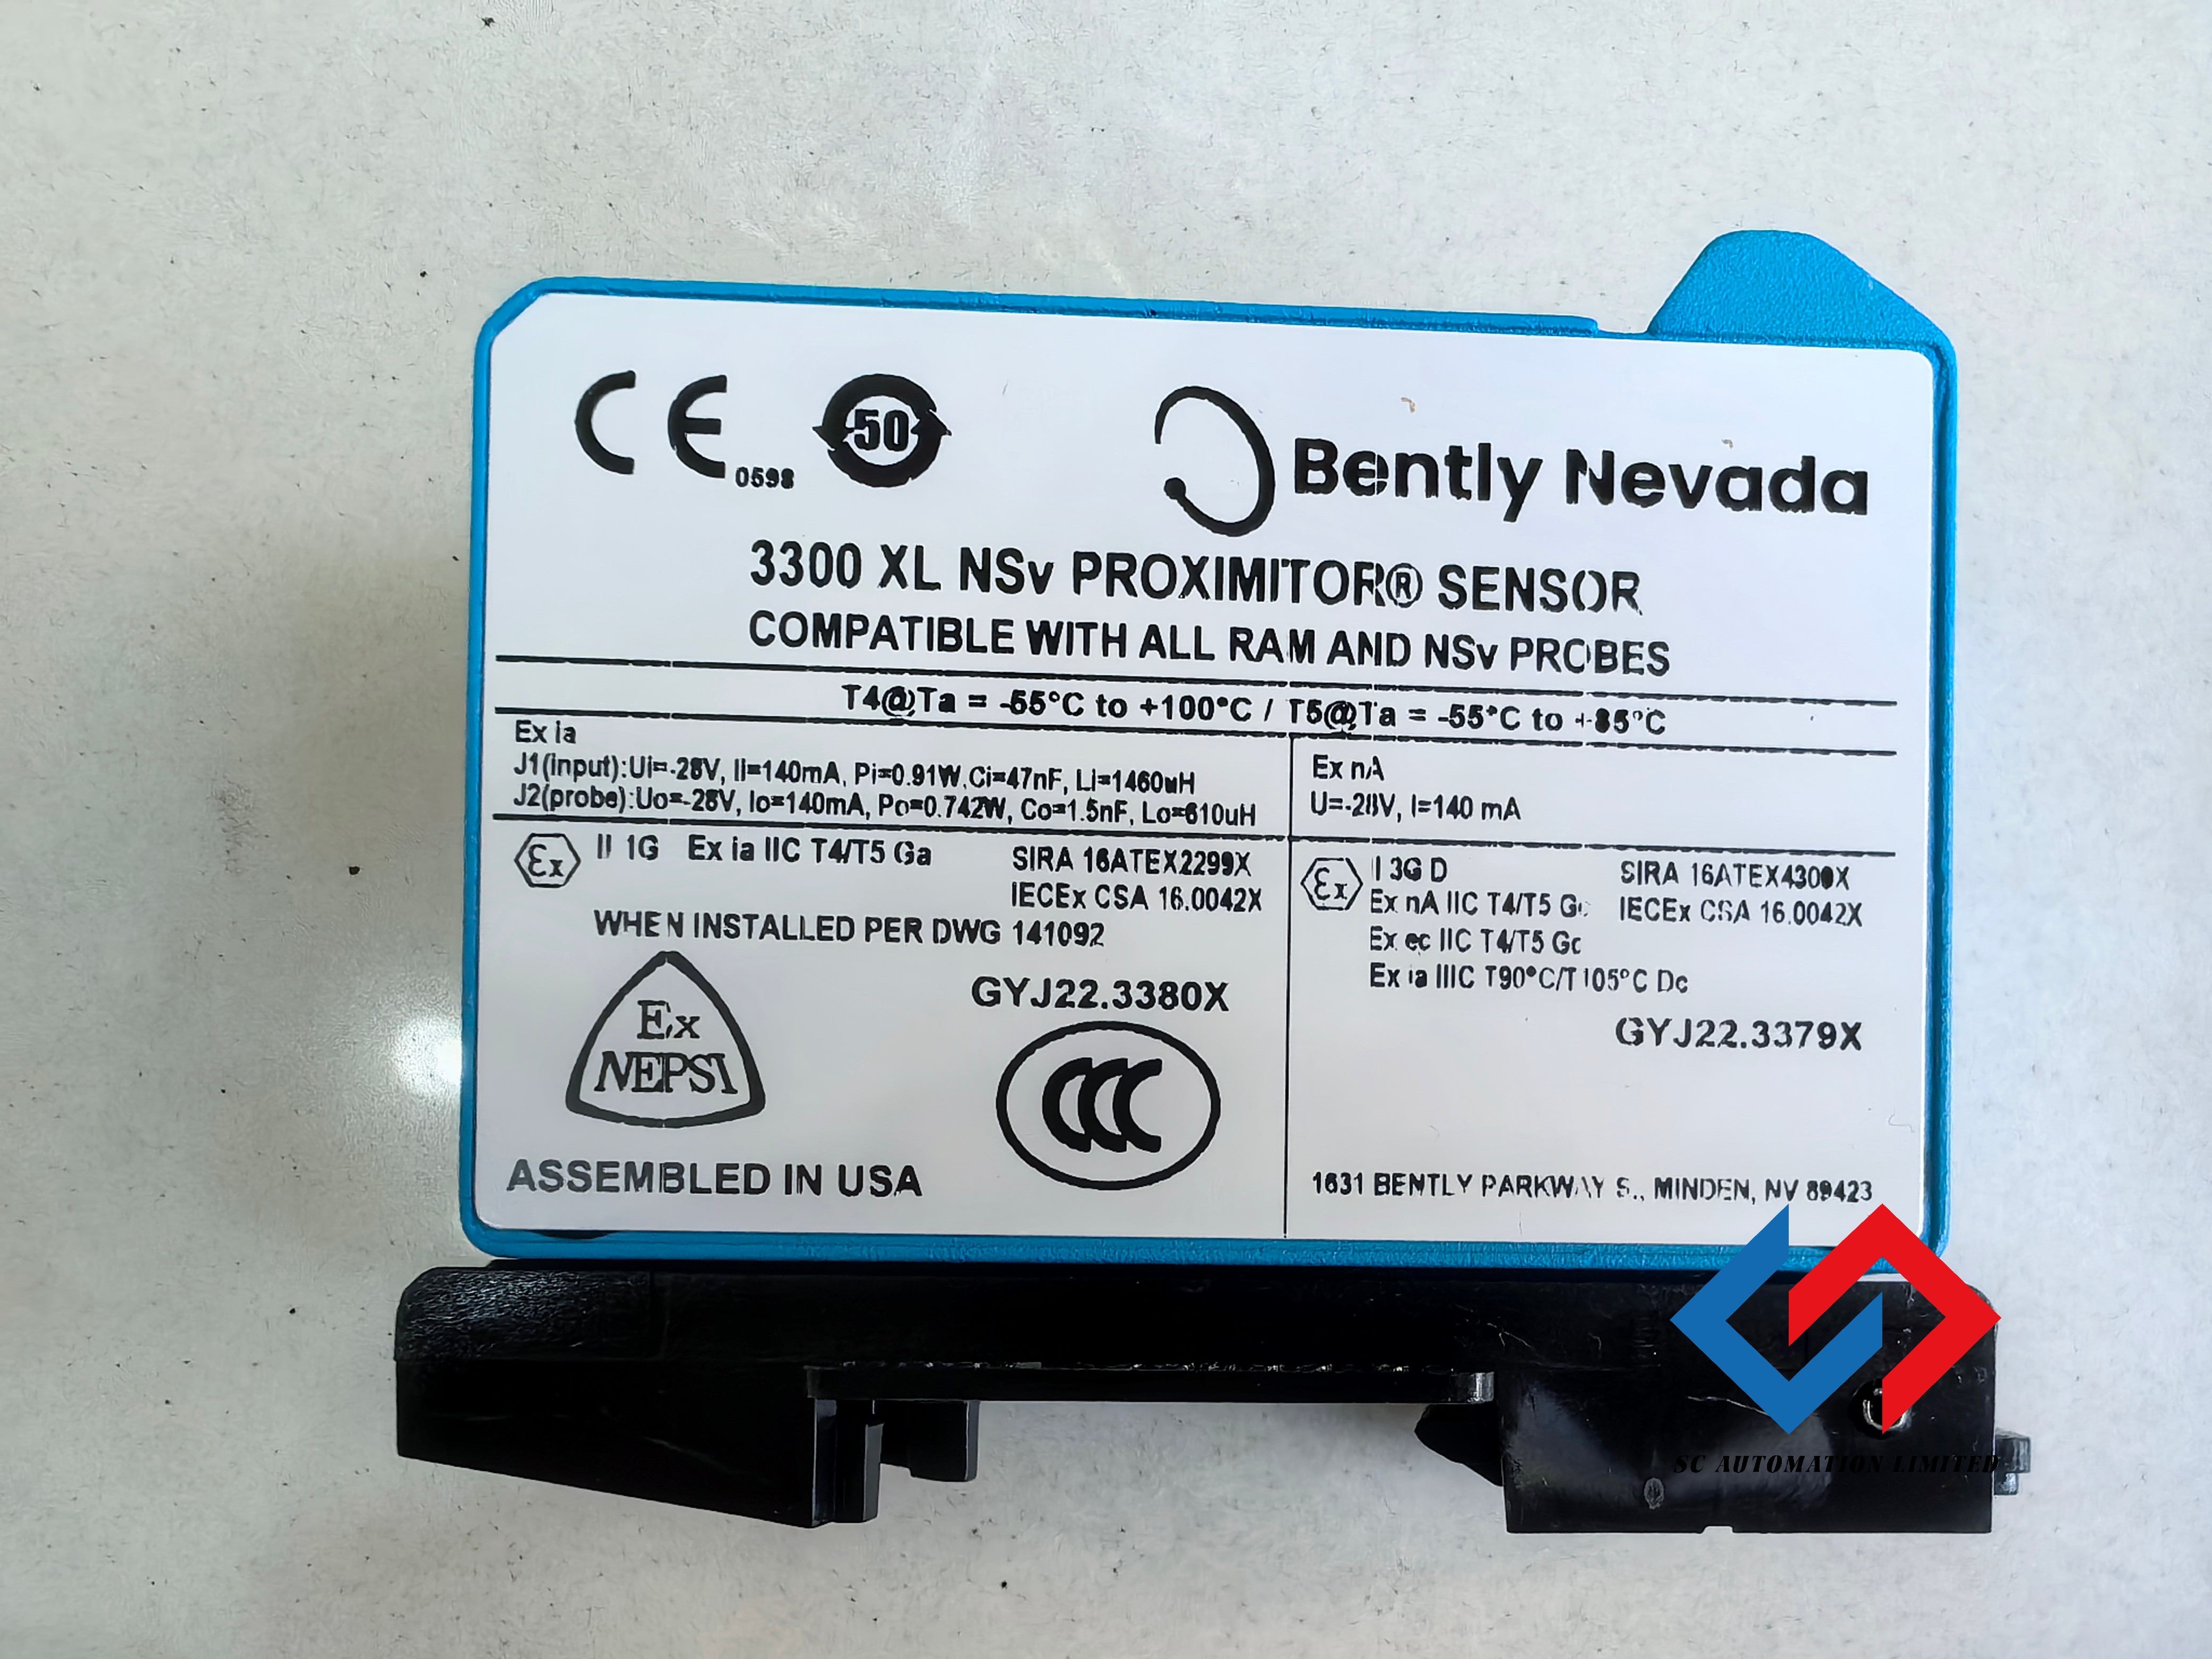 CE 0598
50
Bently Nevada
3300 XL NSv PROXIMITOR® SENSOR
COMPATIBLE WITH ALL RAM AND NSv PROBES
T4@Ta = -55°C to +100°C / T5@Ta = -55°C to +85°C
Ex ia
J1(input):Ui=-28V, Ii=140mA, Pi=0.91W,Ci=47nF, Li=1460uH
J2(probe):Uo=-28V, Io=140mA, Po=0.742W, Co=1.5nF, Lo=610uH
Ex nA
U=-28V, I=140 mA
Ex II 1G Ex ia IIC T4/T5 Ga SIRA 16ATEX2299X
IECEx CSA 16.0042X
WHEN INSTALLED PER DWG 141092
Ex NEPSI
GYJ22.3380X
CCC
ASSEMBLED IN USA
Ex I 3G D SIRA 16ATEX4300X
Ex nA IIC T4/T5 Gc IECEx CSA 16.0042X
Ex ec IIC T4/T5 Gc
Ex ia IIIC T90°C/T105°C Dc
GYJ22.3379X
1631 BENTLY PARKWAY S., MINDEN, NV 89423
SC AUTOMATION LIMITED